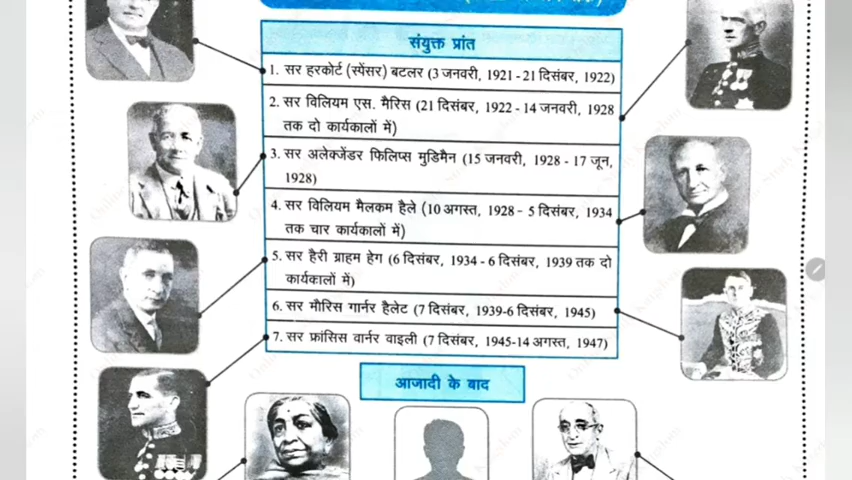 संयुक्त प्रांत
1. सर हरकोर्ट (स्पेंसर) बटलर (3 जनवरी, 1921 - 21 दिसंबर, 1922)
2. सर विलियम एस. मैरिस (21 दिसंबर, 1922 - 14 जनवरी, 1928
तक दो कार्यकालों में)
3. सर अलेक्जेंडर फिलिप्स मुडिमैन (15 जनवरी, 1928 - 17 जून,
1928)
4. सर विलियम मैलकम हैले (10 अगस्त, 1928 - 5 दिसंबर, 1934
तक चार कार्यकालों में)
5. सर हैरी ग्राहम हेग (6 दिसंबर, 1934 - 6 दिसंबर, 1939 तक दो
कार्यकालों में)
6. सर मौरिस गार्नर हैलेट (7 दिसंबर, 1939-6 दिसंबर, 1945)
7. सर फ्रांसिस वार्नर वाइली (7 दिसंबर, 1945-14 अगस्त, 1947)
आजादी के बाद